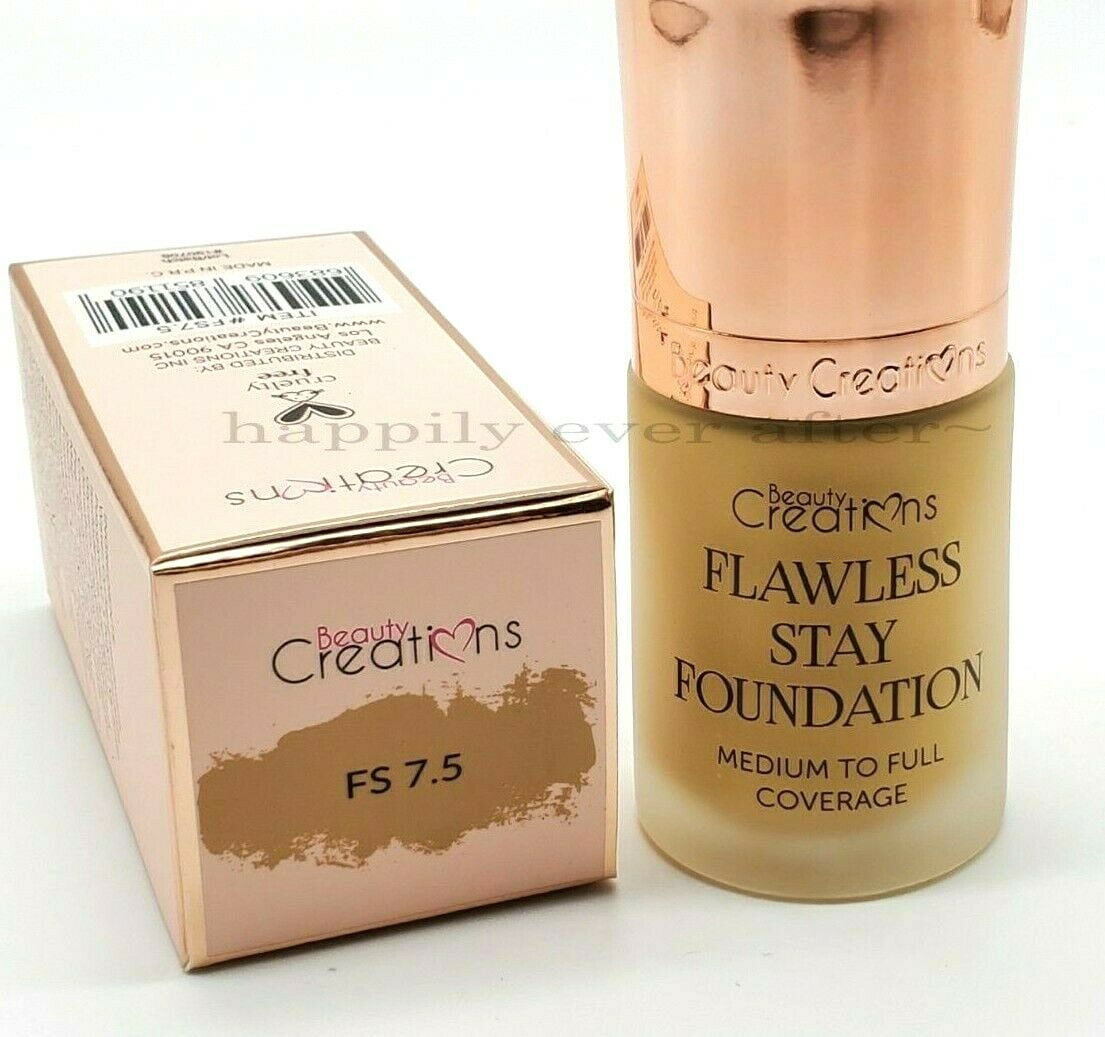 Lot/Batch
MADE IN P.R.C.
ITEM #FS7.5
www.BeautyCreations.com
Los Angeles CA 90015
BEAUTY CREATIONS INC
DISTRIBUTED BY:
cruelty
free
Beauty
Creations
Beauty
Creations
FS 7.5
Beauty Creations
Beauty
Creations
FLAWLESS
STAY
FOUNDATION
MEDIUM TO FULL
COVERAGE
happily ever after~